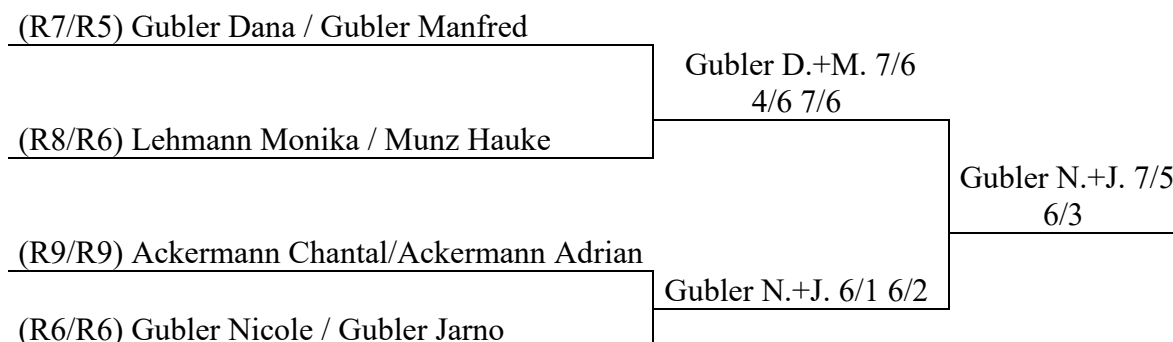 (R7/R5) Gubler Dana / Gubler Manfred
Gubler D.+M. 7/6
4/6 7/6
(R8/R6) Lehmann Monika / Munz Hauke
Gubler N.+J. 7/5
6/3
(R9/R9) Ackermann Chantal/Ackermann Adrian
Gubler N.+J. 6/1 6/2
(R6/R6) Gubler Nicole / Gubler Jarno